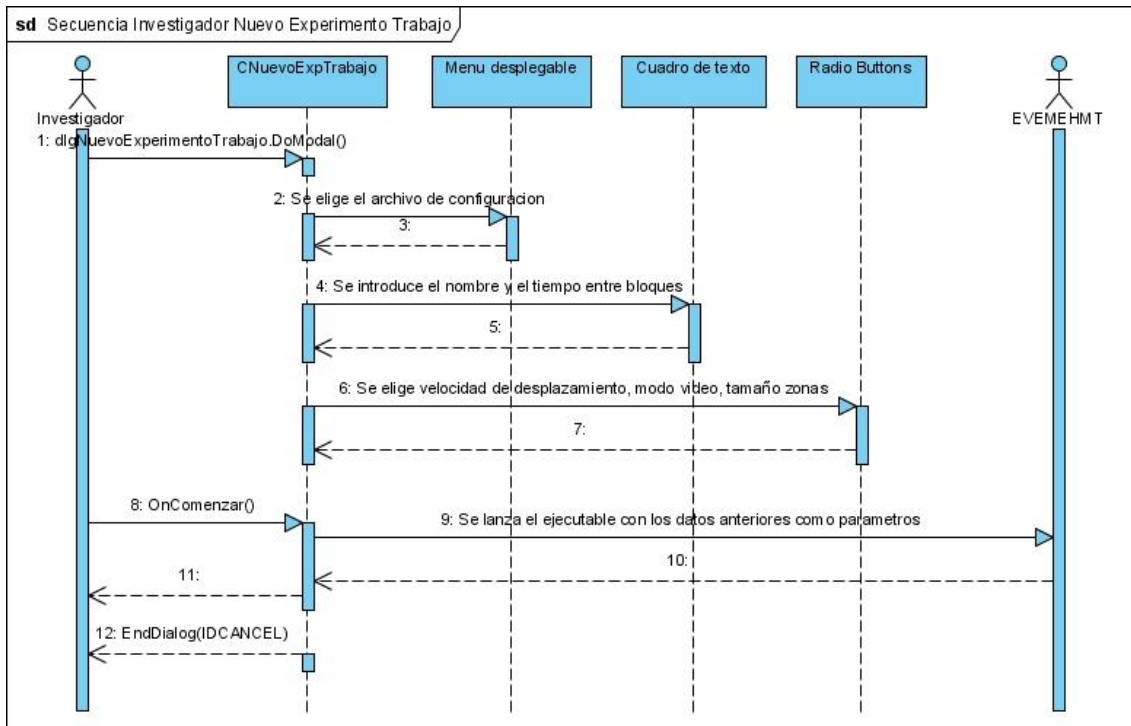 sd Secuencia Investigador Nuevo Experimento Trabajo
CNuevoExpTrabajo
Menu desplegable
Cuadro de texto
Radio Buttons
Investigador
EVEMEHMT
1: dlgNuevoExperimentoTrabajo.DoModal()
2: Se elige el archivo de configuracion
3:
4: Se introduce el nombre y el tiempo entre bloques
5:
6: Se elige velocidad de desplazamiento, modo video, tamaño zonas
7:
8: OnComenzar()
9: Se lanza el ejecutable con los datos anteriores como parametros
10:
11:
12: EndDialog(IDCANCEL)